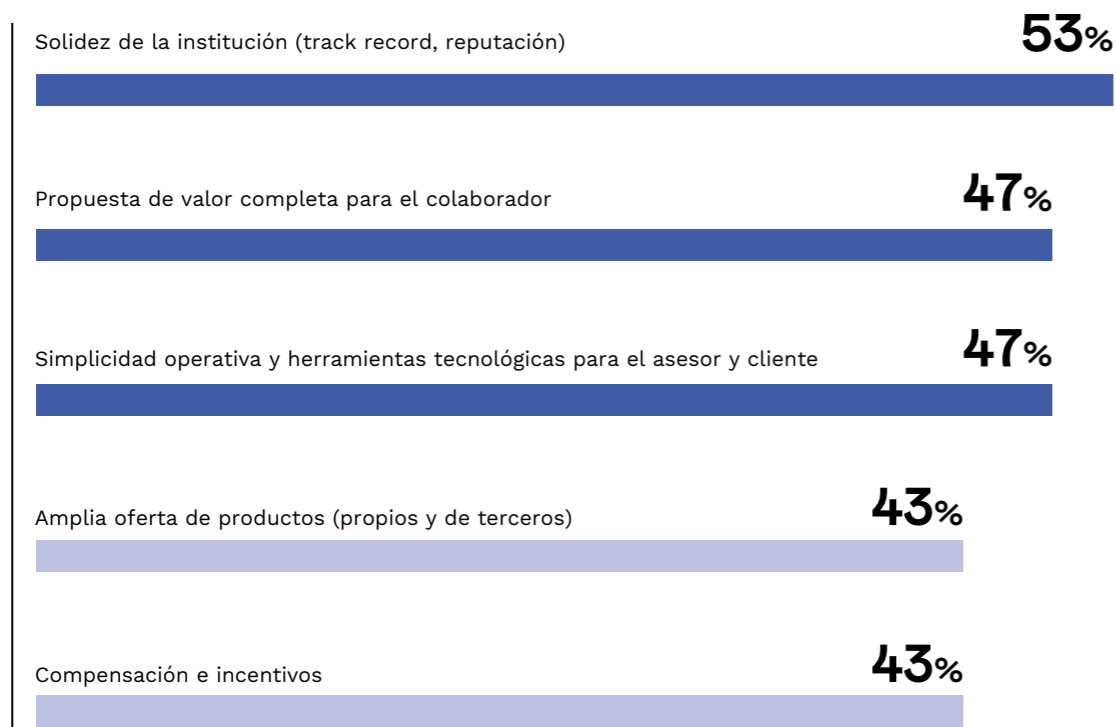 Solidez de la institución (track record, reputación) 53%
Propuesta de valor completa para el colaborador 47%
Simplicidad operativa y herramientas tecnológicas para el asesor y cliente 47%
Amplia oferta de productos (propios y de terceros) 43%
Compensación e incentivos 43%